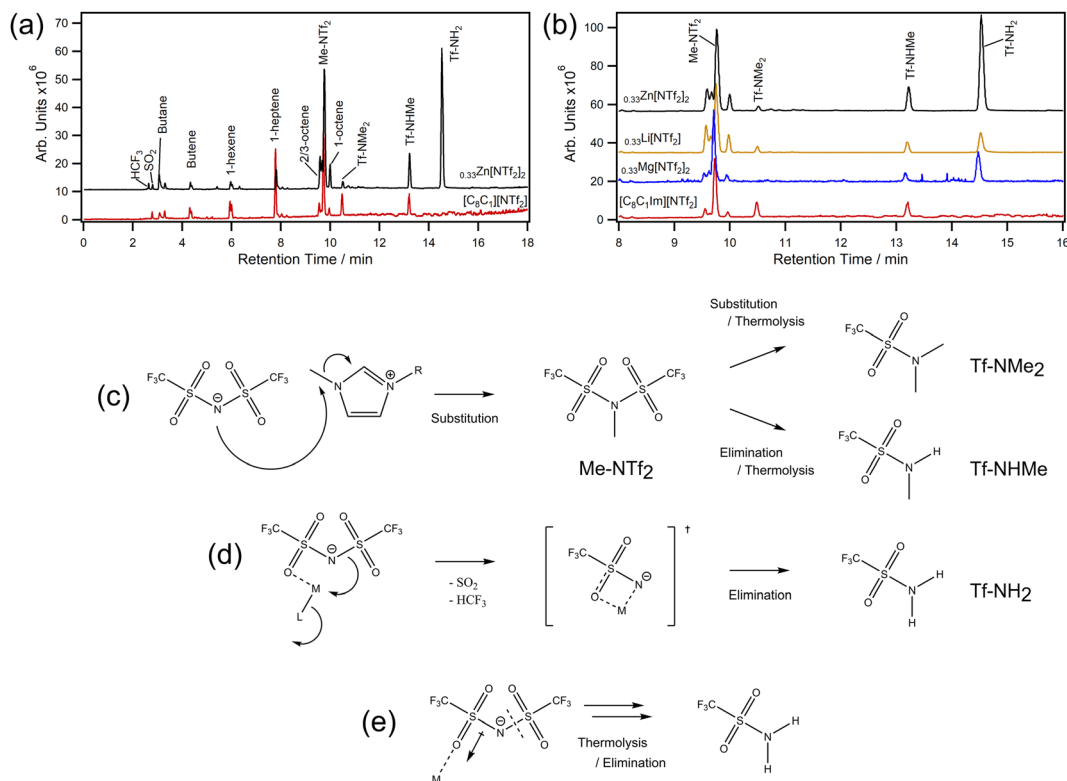 (a)
Arb. Units x10⁶
70
60
50
40
30
20
10
0
HCF₃
SO₂
Butane
Butene
1-hexene
1-heptene
2/3-octene
Me-NTf₂
1-octene
Tf-NMe₂
Tf-NHMe
Tf-NH₂
₀.₃₃Zn[NTf₂]₂
[C₈C₁][NTf₂]
0 2 4 6 8 10 12 14 16 18
Retention Time / min
(b)
Arb. Units x10⁶
100
80
60
40
20
0
Me-NTf₂
Tf-NMe₂
Tf-NHMe
Tf-NH₂
₀.₃₃Zn[NTf₂]₂
₀.₃₃Li[NTf₂]
₀.₃₃Mg[NTf₂]₂
[C₈C₁Im][NTf₂]
8 9 10 11 12 13 14 15 16
Retention Time / min
(c)
O O
F₃C S S CF₃
O N ⊖ O
N N ⊕ R
Substitution
F₃C S S CF₃
O O N O O
Me-NTf₂
Substitution
/ Thermolysis
O
F₃C S
O N
Tf-NMe₂
Elimination
/ Thermolysis
O
F₃C S H
O N
Tf-NHMe
(d)
O O
F₃C S ⊖ S CF₃
O N O
M
L
- SO₂
- HCF₃
O
F₃C S ⊖
O N
M
†
Elimination
O
F₃C S H
O N
H
Tf-NH₂
(e)
O O
F₃C S ⊖ S CF₃
O N O
M
Thermolysis
/ Elimination
O
F₃C S H
O N
H